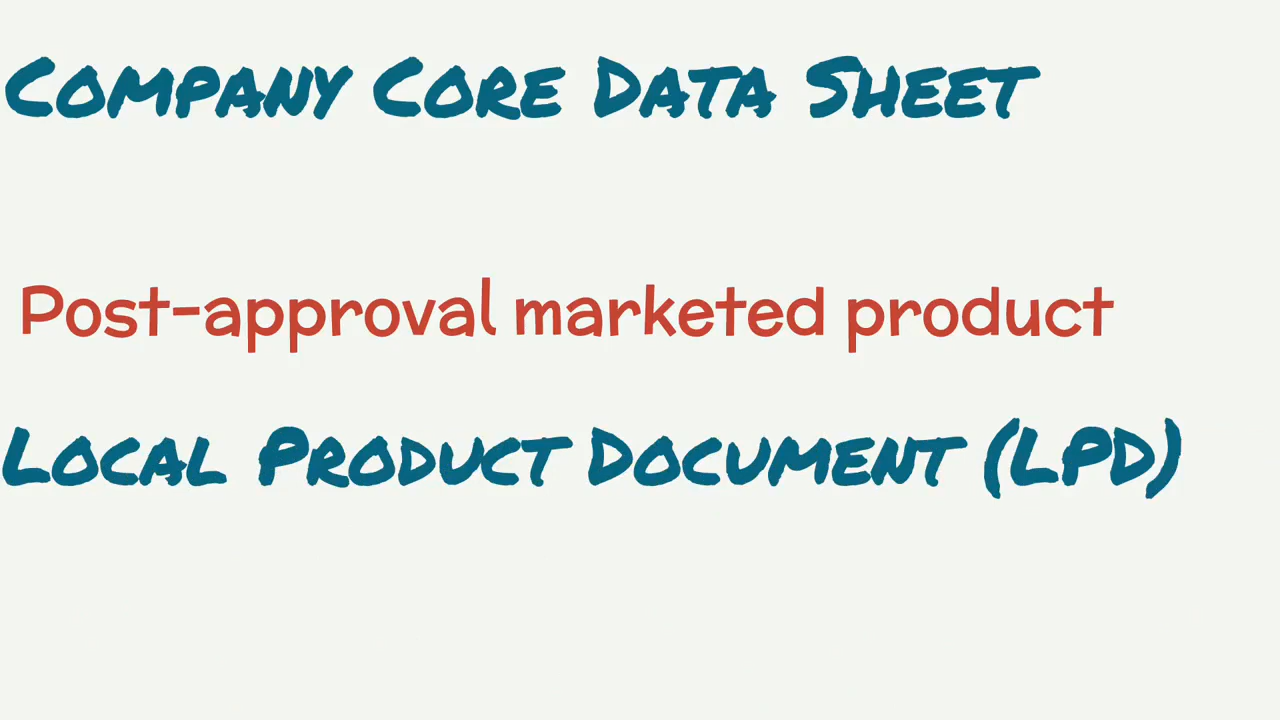 Company Core Data Sheet
Post-approval marketed product
Local Product Document (LPD)